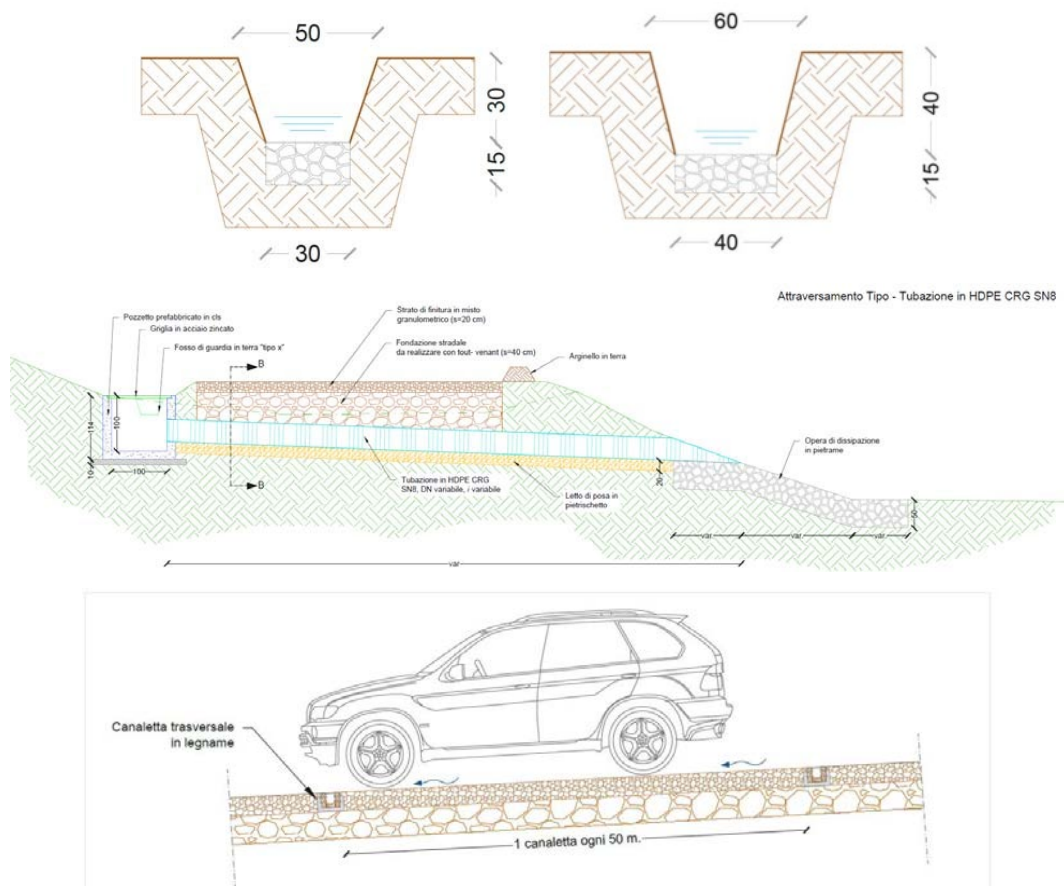 50
30
15
30
60
40
15
40
Attraversamento Tipo - Tubazione in HDPE CRG SN8
Pozzetto prefabbricato in cls
Griglia in acciaio zincato
Fosso di guardia in terra "tipo x"
Strato di finitura in misto
granulometrico (s=20 cm)
Fondazione stradale
da realizzare con tout- venant (s=40 cm)
Arginello in terra
B
B
114
100
10
100
Tubazione in HDPE CRG
SN8, DN variabile, i variabile
Letto di posa in
pietrischetto
Opera di dissipazione
in pietrame
20
50
var
var
var
var
Canaletta trasversale
in legname
1 canaletta ogni 50 m.